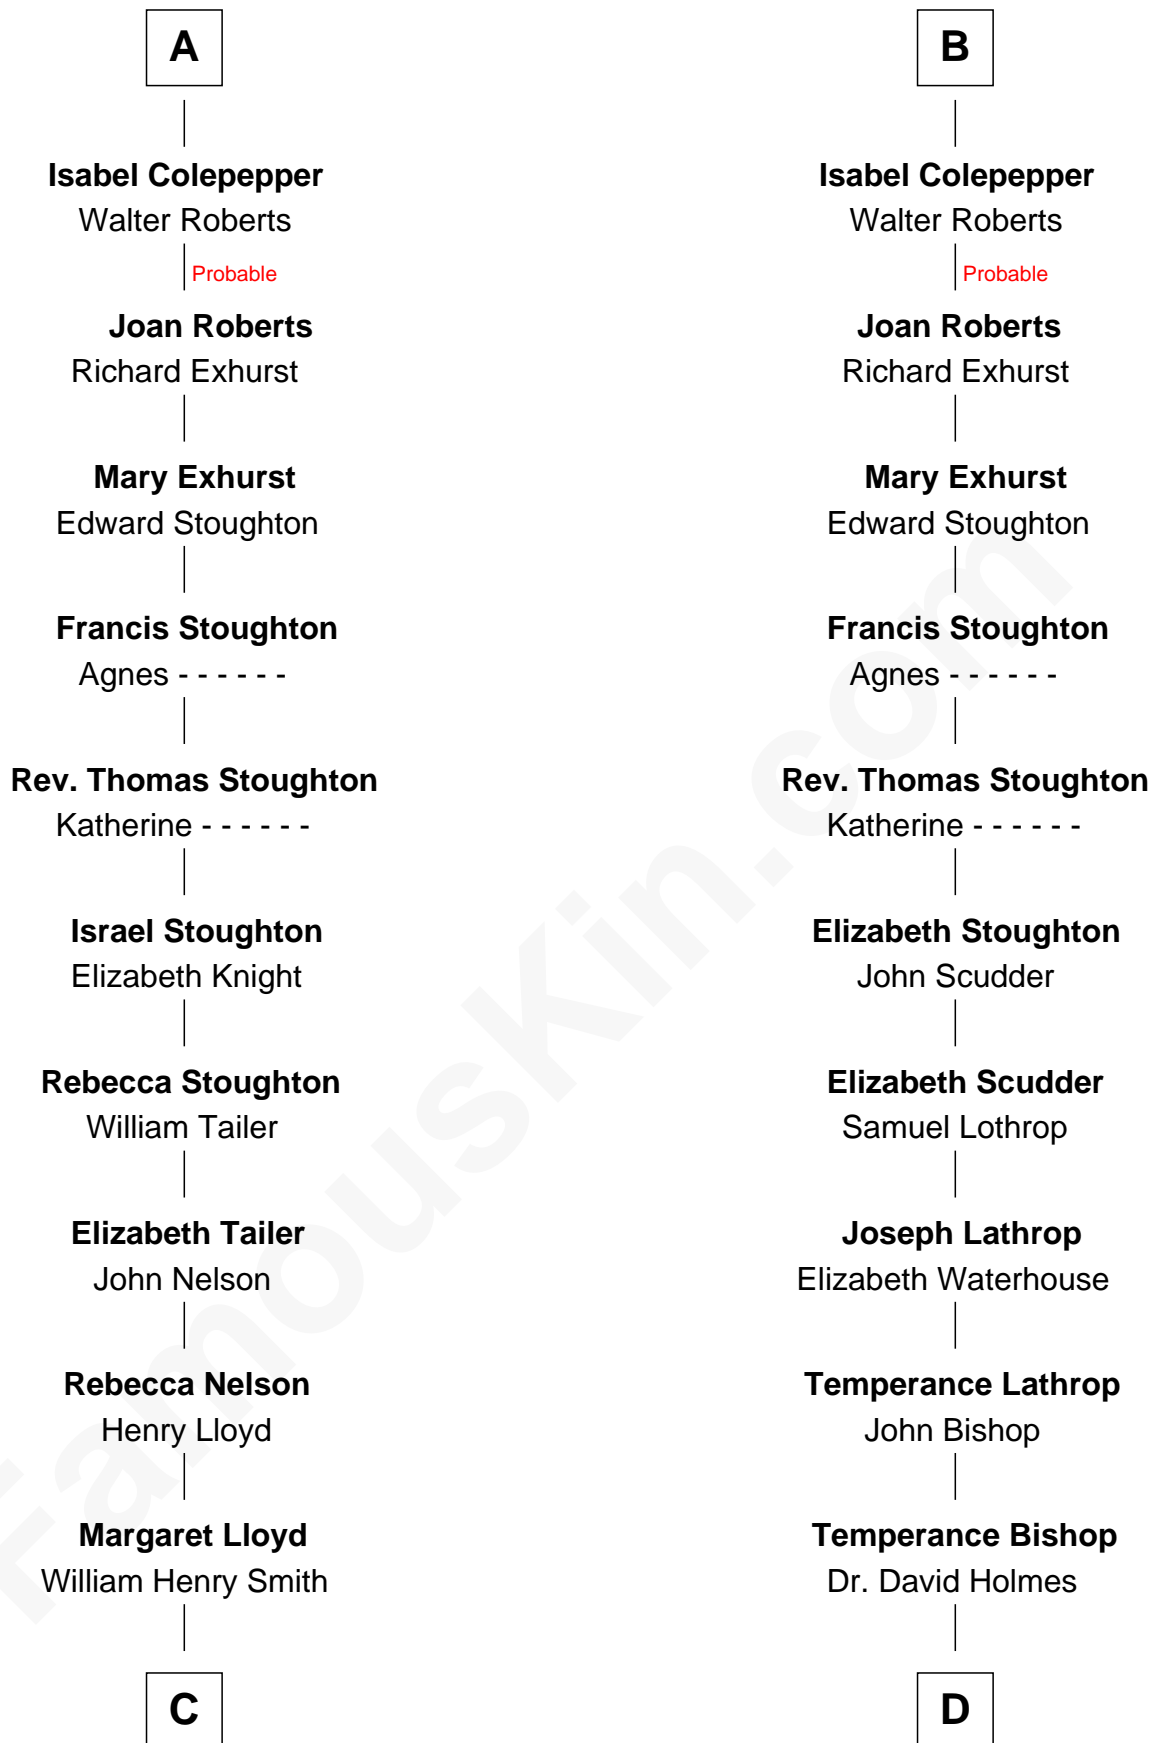 A
Isabel Colepepper
Walter Roberts
Probable
Joan Roberts
Richard Exhurst
Mary Exhurst
Edward Stoughton
Francis Stoughton
Agnes - - - - - -
Rev. Thomas Stoughton
Katherine - - - - - -
Israel Stoughton
Elizabeth Knight
Rebecca Stoughton
William Tailer
Elizabeth Tailer
John Nelson
Rebecca Nelson
Henry Lloyd
Margaret Lloyd
William Henry Smith
C
B
Isabel Colepepper
Walter Roberts
Probable
Joan Roberts
Richard Exhurst
Mary Exhurst
Edward Stoughton
Francis Stoughton
Agnes - - - - - -
Rev. Thomas Stoughton
Katherine - - - - - -
Elizabeth Stoughton
John Scudder
Elizabeth Scudder
Samuel Lothrop
Joseph Lathrop
Elizabeth Waterhouse
Temperance Lathrop
John Bishop
Temperance Bishop
Dr. David Holmes
D
FamousKin.com